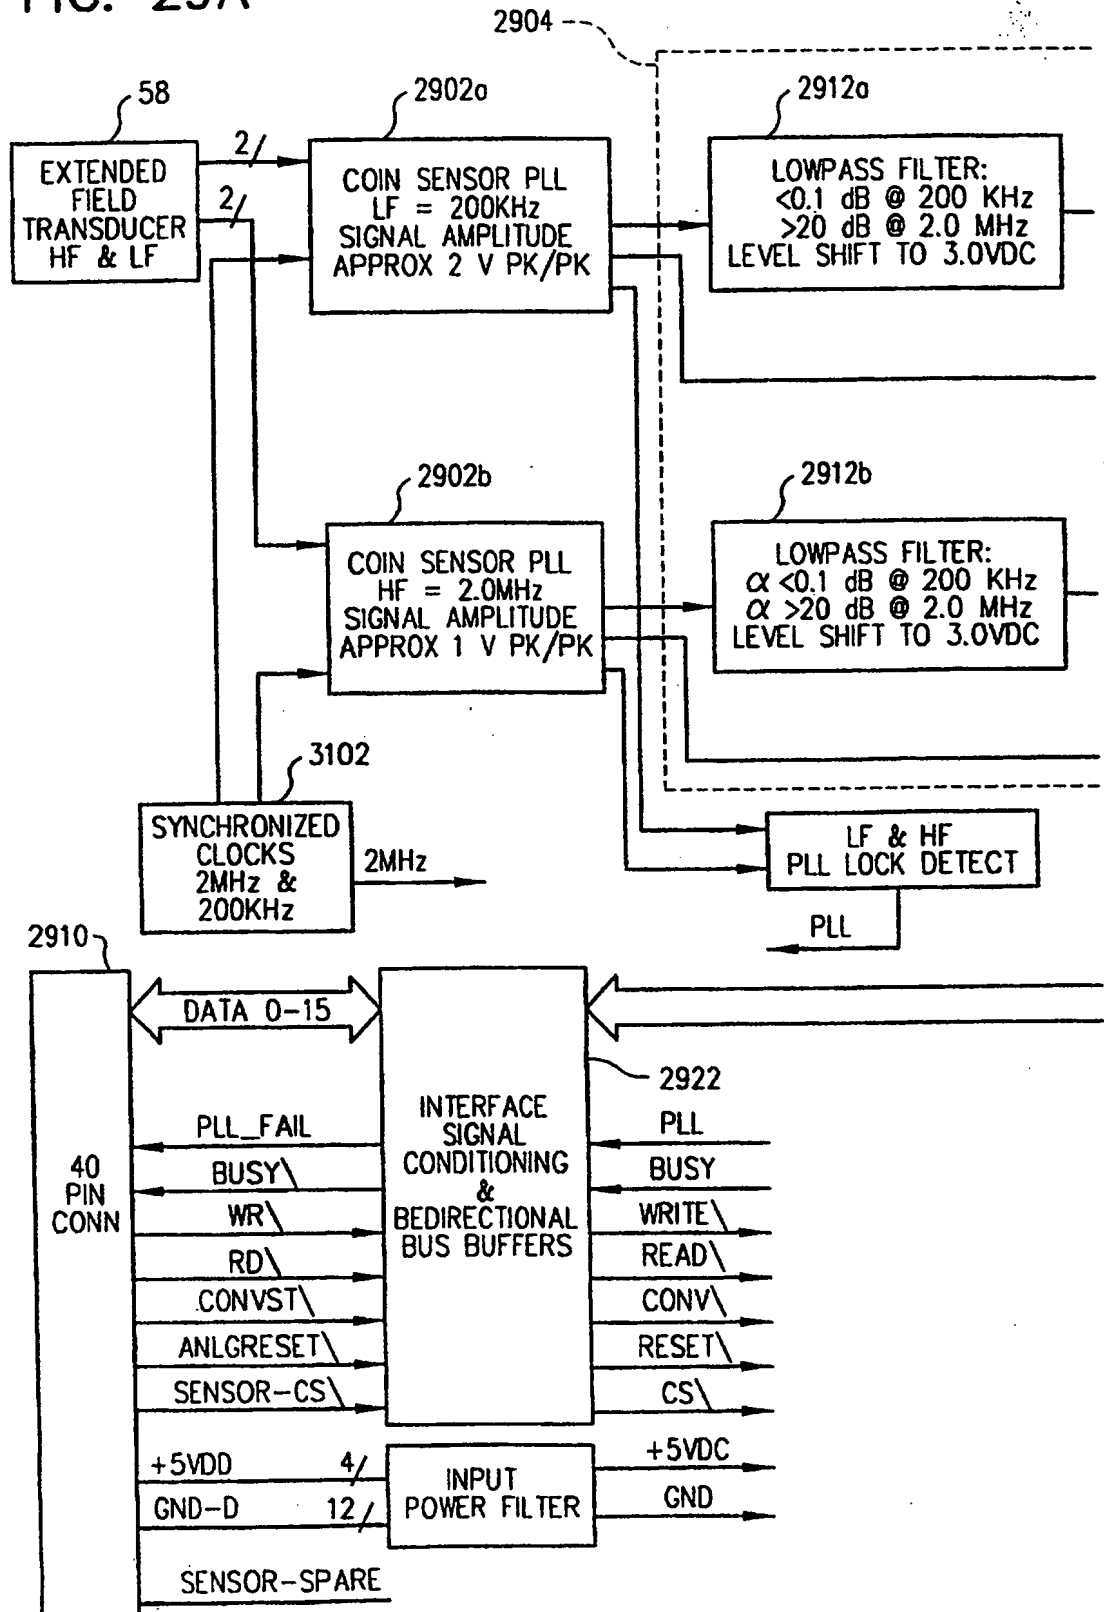 FIG. 29A
2904
58
2902a
2912a
EXTENDED
FIELD
TRANSDUCER
HF & LF
2/
2/
COIN SENSOR PLL
LF = 200KHz
SIGNAL AMPLITUDE
APPROX 2 V PK/PK
LOWPASS FILTER:
<0.1 dB @ 200 KHz
>20 dB @ 2.0 MHz
LEVEL SHIFT TO 3.0VDC
2902b
2912b
COIN SENSOR PLL
HF = 2.0MHz
SIGNAL AMPLITUDE
APPROX 1 V PK/PK
LOWPASS FILTER:
α <0.1 dB @ 200 KHz
α >20 dB @ 2.0 MHz
LEVEL SHIFT TO 3.0VDC
3102
SYNCHRONIZED
CLOCKS
2MHz &
200KHz
2MHz
LF & HF
PLL LOCK DETECT
PLL
2910
DATA 0-15
2922
40
PIN
CONN
PLL_FAIL
BUSY\
WR\
RD\
CONVST\
ANLGRESET\
SENSOR-CS\
INTERFACE
SIGNAL
CONDITIONING
&
BEDIRECTIONAL
BUS BUFFERS
PLL
BUSY
WRITE\
READ\
CONV\
RESET\
CS\
+5VDD 4/
GND-D 12/
INPUT
POWER FILTER
+5VDC
GND
SENSOR-SPARE